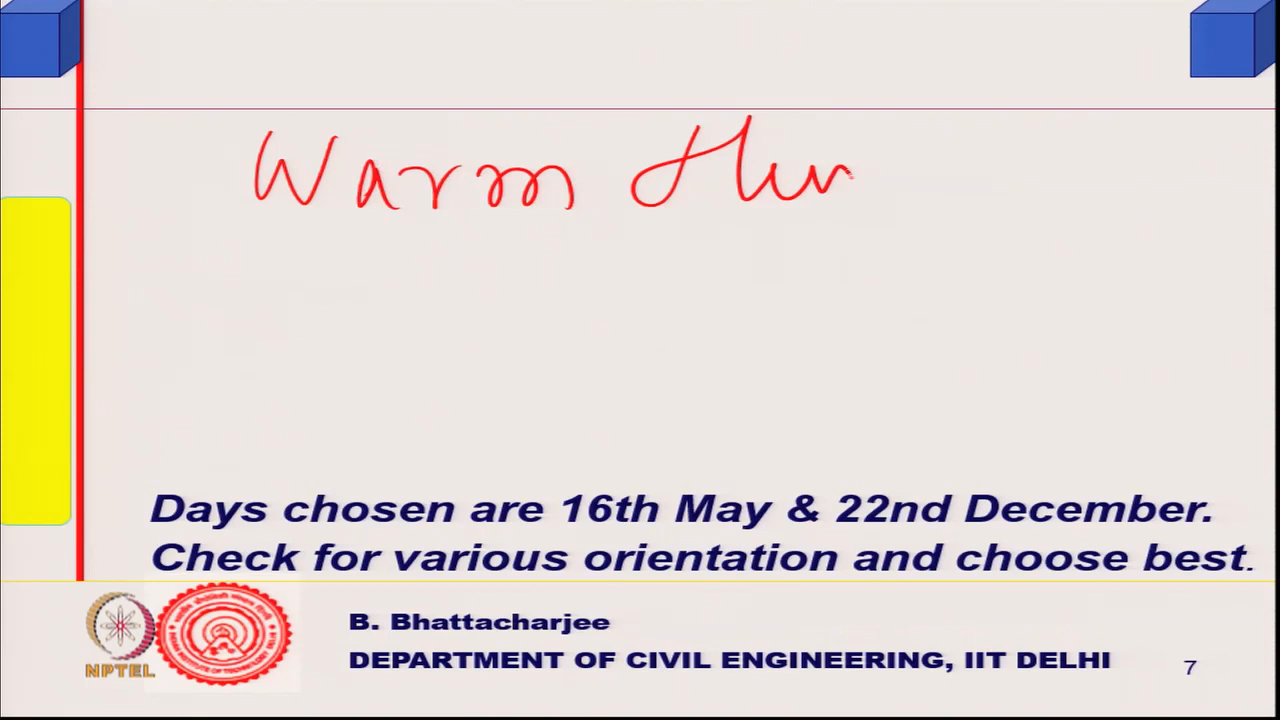 Warm Hum
Days chosen are 16th May & 22nd December.
Check for various orientation and choose best.
NPTEL
B. Bhattacharjee
DEPARTMENT OF CIVIL ENGINEERING, IIT DELHI
7